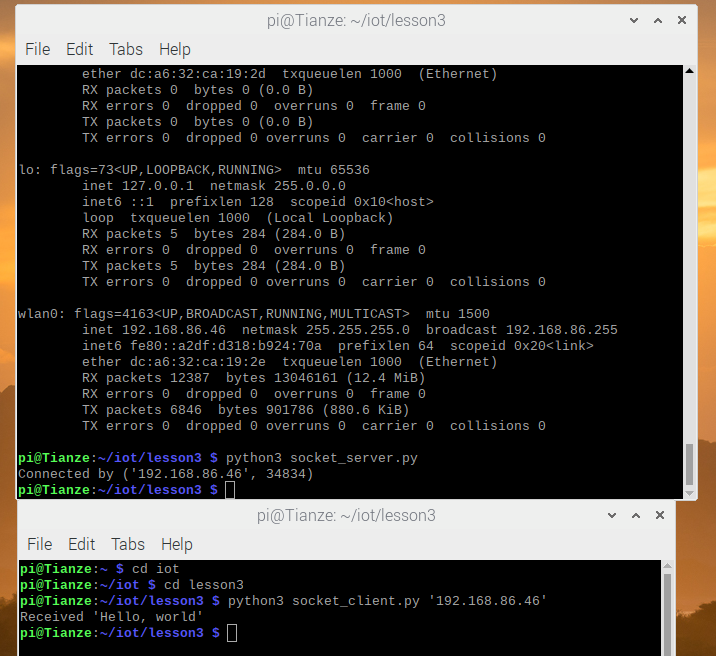 pi@Tianze: ~/iot/lesson3
File Edit Tabs Help
ether dc:a6:32:ca:19:2d txqueuelen 1000 (Ethernet)
RX packets 0 bytes 0 (0.0 B)
RX errors 0 dropped 0 overruns 0 frame 0
TX packets 0 bytes 0 (0.0 B)
TX errors 0 dropped 0 overruns 0 carrier 0 collisions 0
lo: flags=73<UP,LOOPBACK,RUNNING> mtu 65536
inet 127.0.0.1 netmask 255.0.0.0
inet6 ::1 prefixlen 128 scopeid 0x10<host>
loop txqueuelen 1000 (Local Loopback)
RX packets 5 bytes 284 (284.0 B)
RX errors 0 dropped 0 overruns 0 frame 0
TX packets 5 bytes 284 (284.0 B)
TX errors 0 dropped 0 overruns 0 carrier 0 collisions 0
wlan0: flags=4163<UP,BROADCAST,RUNNING,MULTICAST> mtu 1500
inet 192.168.86.46 netmask 255.255.255.0 broadcast 192.168.86.255
inet6 fe80::a2df:d318:b924:70a prefixlen 64 scopeid 0x20<link>
ether dc:a6:32:ca:19:2e txqueuelen 1000 (Ethernet)
RX packets 12387 bytes 13046161 (12.4 MiB)
RX errors 0 dropped 0 overruns 0 frame 0
TX packets 6846 bytes 901786 (880.6 KiB)
TX errors 0 dropped 0 overruns 0 carrier 0 collisions 0
pi@Tianze:~/iot/lesson3 $ python3 socket_server.py
Connected by ('192.168.86.46', 34834)
pi@Tianze:~/iot/lesson3 $
pi@Tianze: ~/iot/lesson3
File Edit Tabs Help
pi@Tianze:~ $ cd iot
pi@Tianze:~/iot $ cd lesson3
pi@Tianze:~/iot/lesson3 $ python3 socket_client.py '192.168.86.46'
Received 'Hello, world'
pi@Tianze:~/iot/lesson3 $